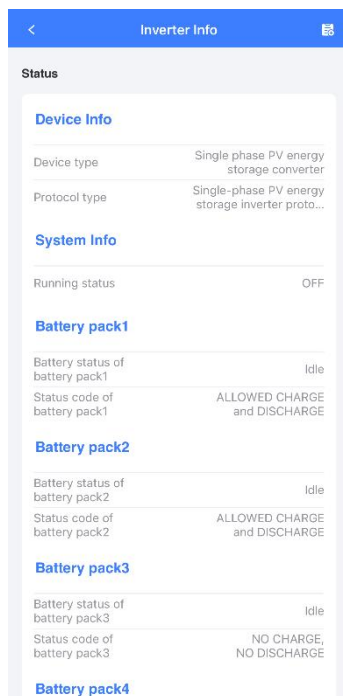 Inverter Info
Status
Device Info
Device type
Single phase PV energy
storage converter
Protocol type
Single-phase PV energy
storage inverter proto...
System Info
Running status
OFF
Battery pack1
Battery status of
battery pack1
Idle
Status code of
battery pack1
ALLOWED CHARGE
and DISCHARGE
Battery pack2
Battery status of
battery pack2
Idle
Status code of
battery pack2
ALLOWED CHARGE
and DISCHARGE
Battery pack3
Battery status of
battery pack3
Idle
Status code of
battery pack3
NO CHARGE,
NO DISCHARGE
Battery pack4